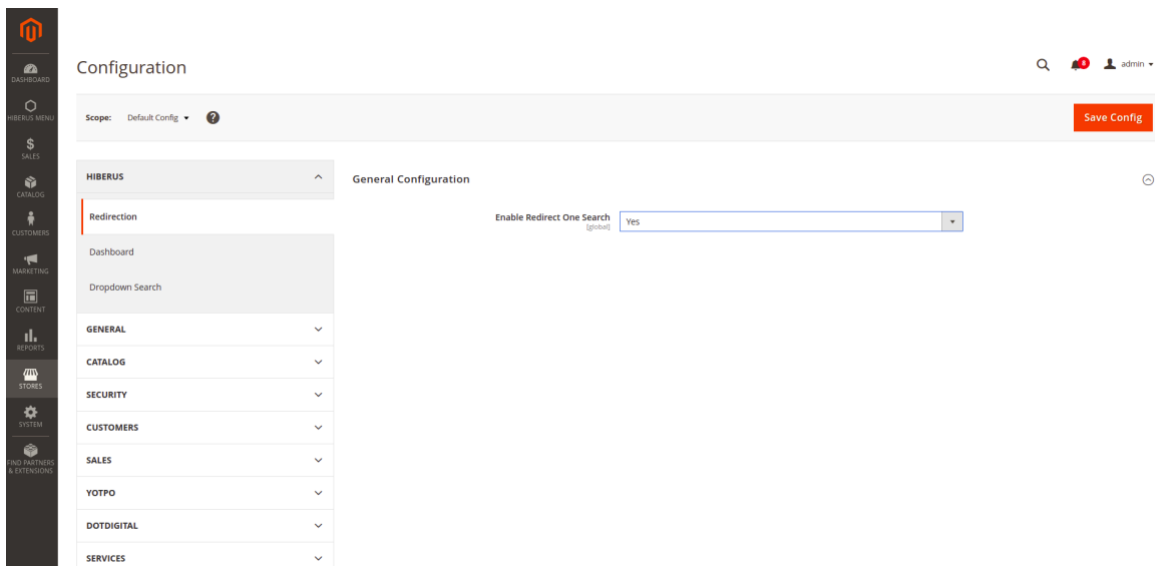 DASHBOARD
HIBERUS MENU
SALES
CATALOG
CUSTOMERS
MARKETING
CONTENT
REPORTS
STORES
SYSTEM
FIND PARTNERS
& EXTENSIONS
Configuration
8
admin
Scope: Default Config ?
Save Config
HIBERUS
Redirection
Dashboard
Dropdown Search
GENERAL
CATALOG
SECURITY
CUSTOMERS
SALES
YOTPO
DOTDIGITAL
SERVICES
General Configuration
Enable Redirect One Search Yes
[global]